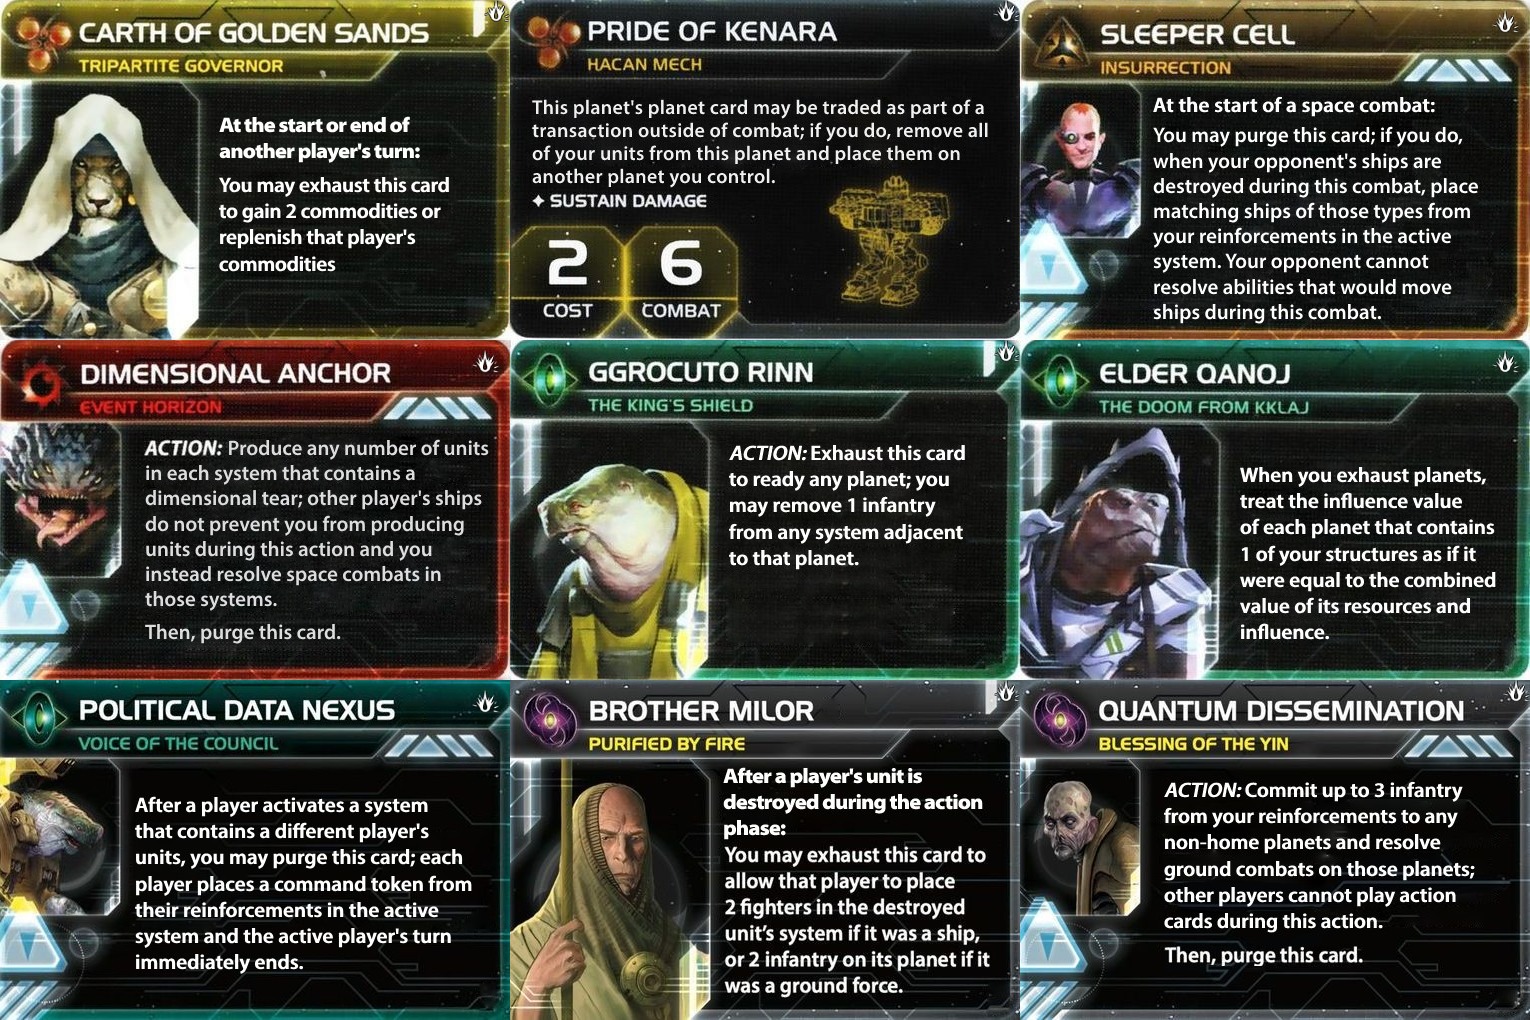 CARTH OF GOLDEN SANDS
TRIPARTITE GOVERNOR
At the start or end of
another player's turn:
You may exhaust this card
to gain 2 commodities or
replenish that player's
commodities
PRIDE OF KENARA
HACAN MECH
This planet's planet card may be traded as part of a
transaction outside of combat; if you do, remove all
of your units from this planet and place them on
another planet you control.
✦ SUSTAIN DAMAGE
2
COST
6
COMBAT
SLEEPER CELL
INSURRECTION
At the start of a space combat:
You may purge this card; if you do,
when your opponent's ships are
destroyed during this combat, place
matching ships of those types from
your reinforcements in the active
system. Your opponent cannot
resolve abilities that would move
ships during this combat.
DIMENSIONAL ANCHOR
EVENT HORIZON
ACTION: Produce any number of units
in each system that contains a
dimensional tear; other player's ships
do not prevent you from producing
units during this action and you
instead resolve space combats in
those systems.
Then, purge this card.
GGROCUTO RINN
THE KING'S SHIELD
ACTION: Exhaust this card
to ready any planet; you
may remove 1 infantry
from any system adjacent
to that planet.
ELDER QANOJ
THE DOOM FROM KKLAJ
When you exhaust planets,
treat the influence value
of each planet that contains
1 of your structures as if it
were equal to the combined
value of its resources and
influence.
POLITICAL DATA NEXUS
VOICE OF THE COUNCIL
After a player activates a system
that contains a different player's
units, you may purge this card; each
player places a command token from
their reinforcements in the active
system and the active player's turn
immediately ends.
BROTHER MILOR
PURIFIED BY FIRE
After a player's unit is
destroyed during the action
phase:
You may exhaust this card to
allow that player to place
2 fighters in the destroyed
unit's system if it was a ship,
or 2 infantry on its planet if it
was a ground force.
QUANTUM DISSEMINATION
BLESSING OF THE YIN
ACTION: Commit up to 3 infantry
from your reinforcements to any
non-home planets and resolve
ground combats on those planets;
other players cannot play action
cards during this action.
Then, purge this card.